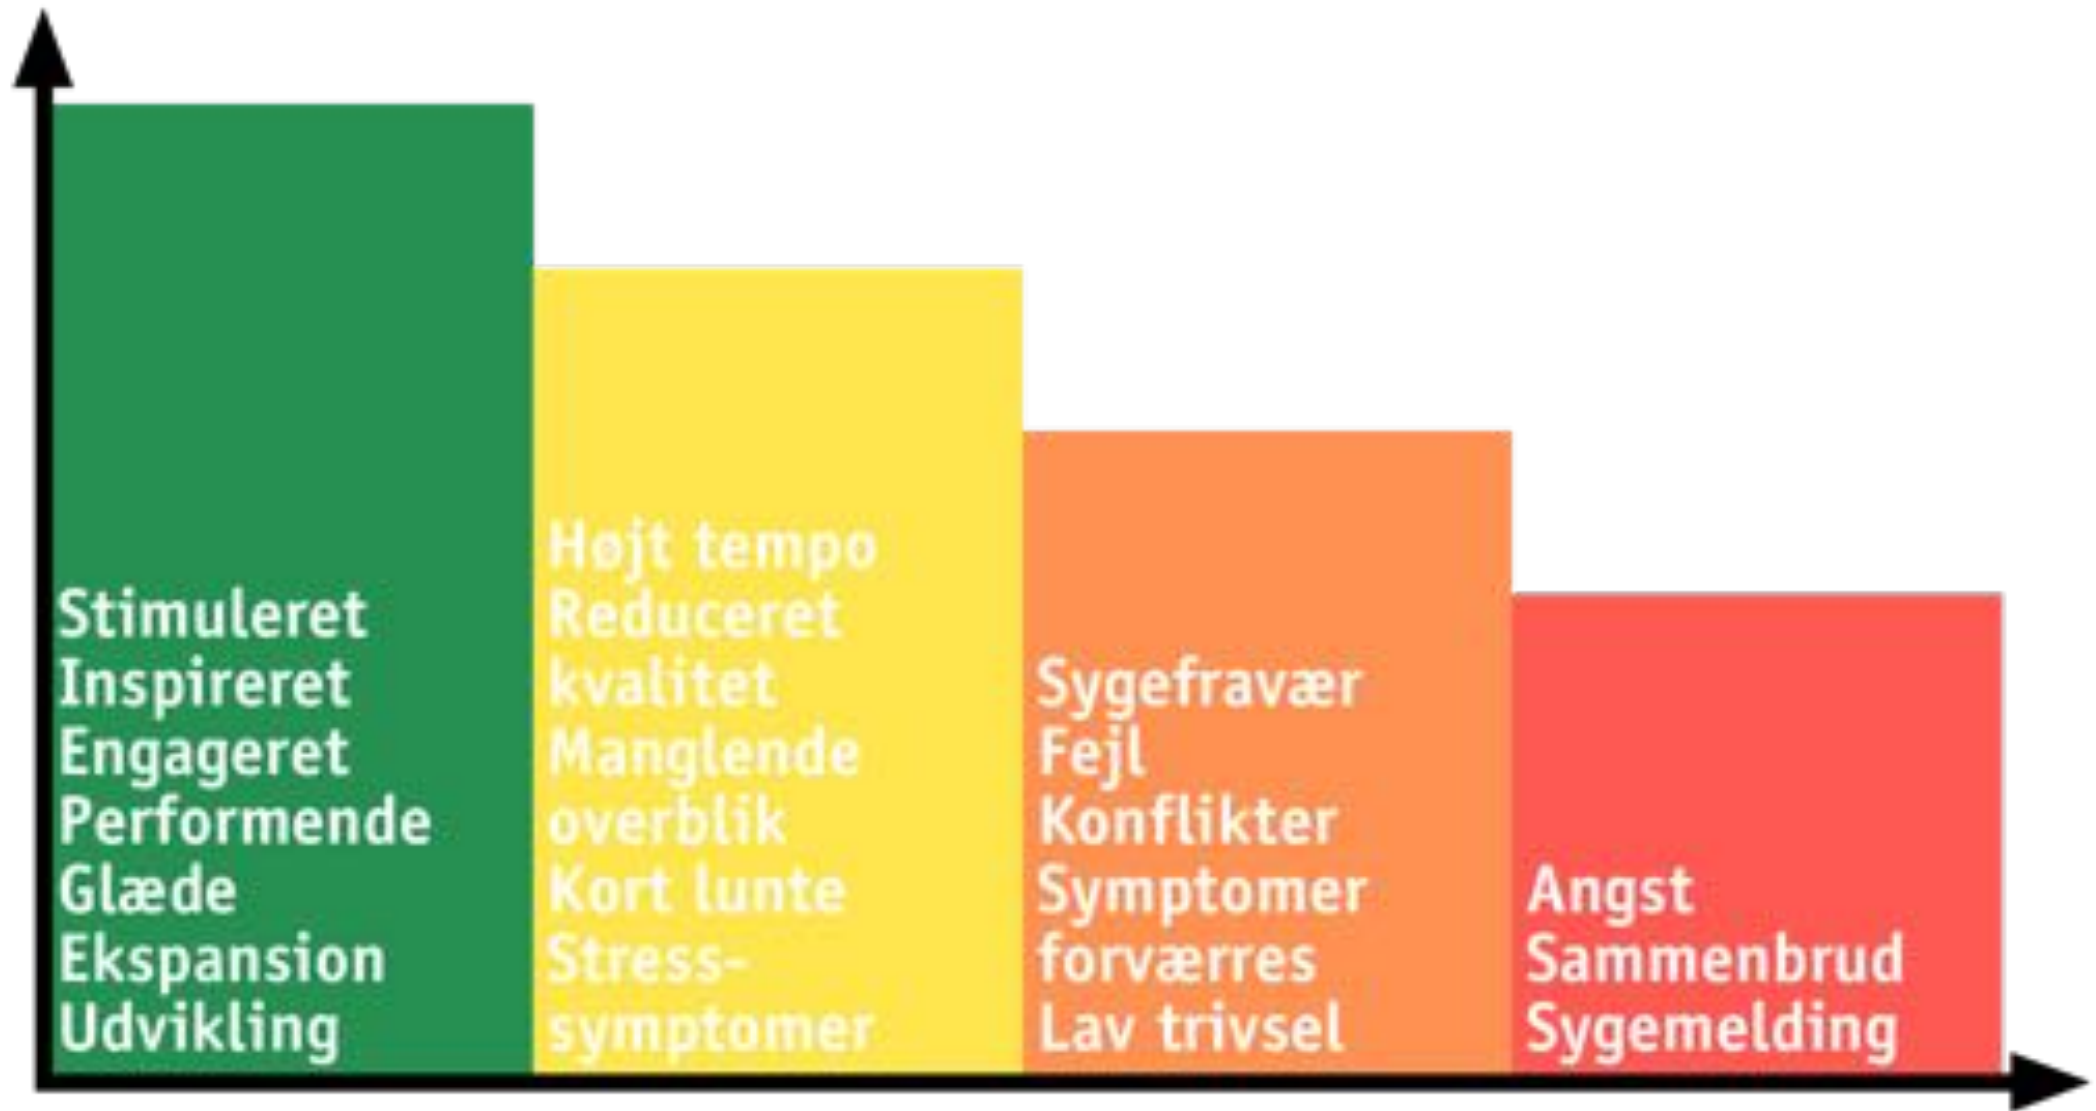 Stimuleret
Inspireret
Engageret
Performende
Glæde
Ekspansion
Udvikling
Højt tempo
Reduceret
kvalitet
Manglende
overblik
Kort lunte
Stress-
symptomer
Sygefravær
Fejl
Konflikter
Symptomer
forværres
Lav trivsel
Angst
Sammenbrud
Sygemelding